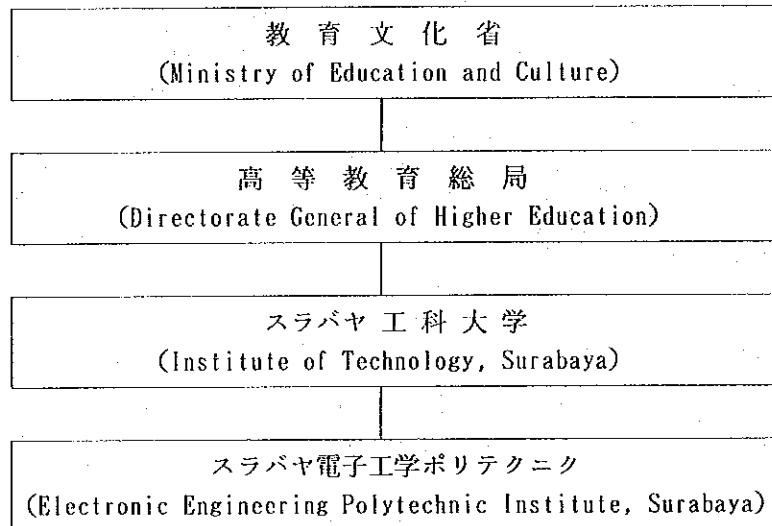 教育文化省
(Ministry of Education and Culture)
高等教育総局
(Directorate General of Higher Education)
スラバヤ工科大学
(Institute of Technology, Surabaya)
スラバヤ電子工学ポリテクニク
(Electronic Engineering Polytechnic Institute, Surabaya)